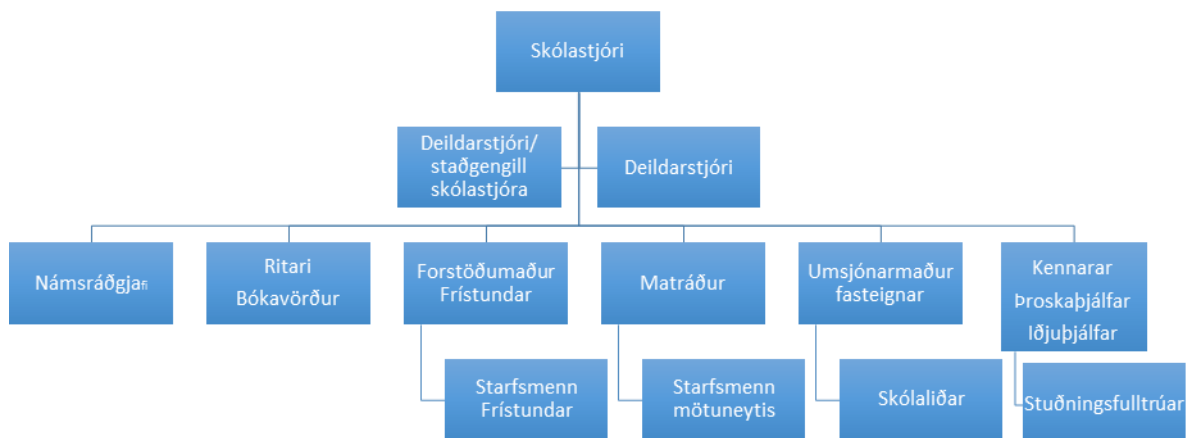 Skólastjóri
Deildarstjóri/
staðgengill
skólastjóra
Deildarstjóri
Námsráðgjafi
Ritari
Bókavörður
Forstöðumaður
Frístundar
Matráður
Umsjónarmaður
fasteignar
Kennarar
Þroskaþjálfar
Iðjuþjálfar
Starfsmenn
Frístundar
Starfsmenn
mötuneytis
Skólaliðar
Stuðningsfulltrúar